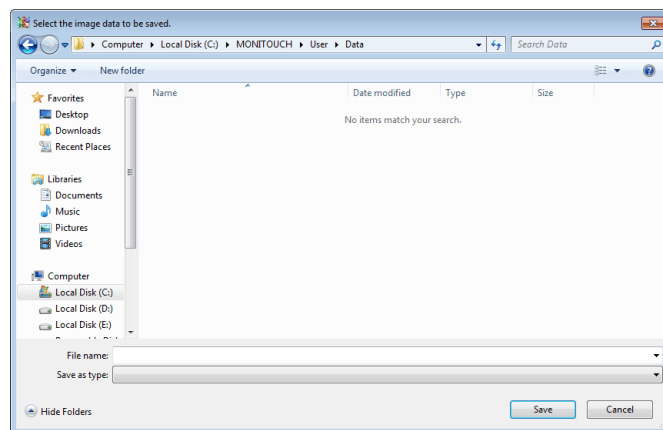 Select the image data to be saved.
Computer Local Disk (C:) MONITOUCH User Data Search Data
Organize New folder
Name Date modified Type Size
No items match your search.
Favorites
Desktop
Downloads
Recent Places
Libraries
Documents
Music
Pictures
Videos
Computer
Local Disk (C:)
Local Disk (D:)
Local Disk (E:)
File name:
Save as type:
Hide Folders Save Cancel